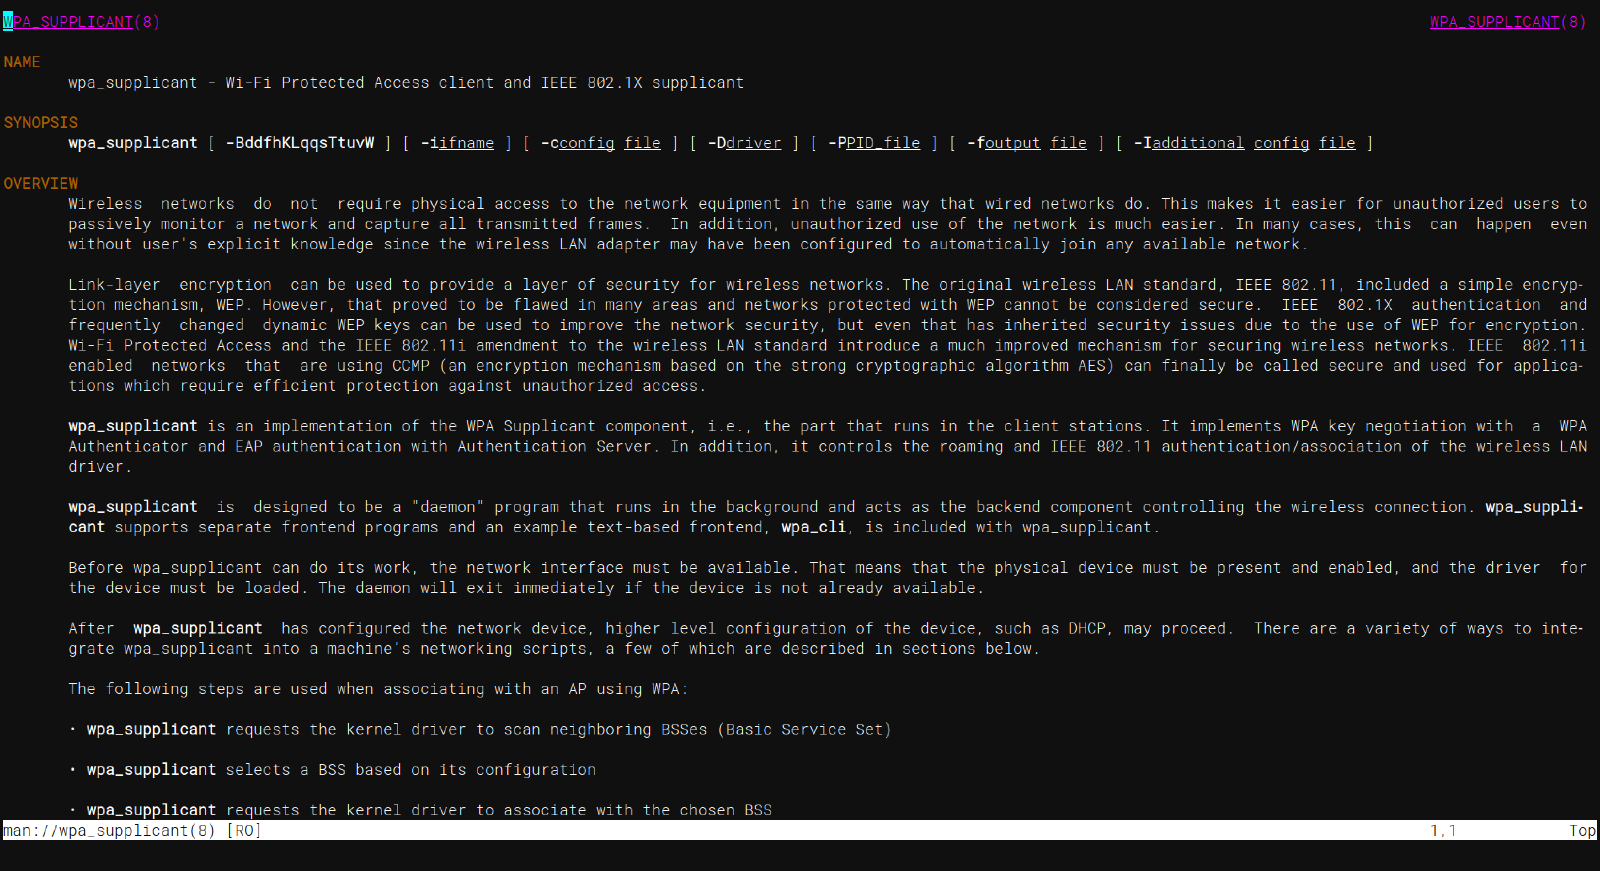 WPA_SUPPLICANT(8) WPA_SUPPLICANT(8)
NAME
wpa_supplicant - Wi-Fi Protected Access client and IEEE 802.1X supplicant
SYNOPSIS
wpa_supplicant [ -BddfhKLqqsTtuvW ] [ -iifname ] [ -cconfig file ] [ -Ddriver ] [ -PPID_file ] [ -foutput file ] [ -Iadditional config file ]
OVERVIEW
Wireless networks do not require physical access to the network equipment in the same way that wired networks do. This makes it easier for unauthorized users to
passively monitor a network and capture all transmitted frames. In addition, unauthorized use of the network is much easier. In many cases, this can happen even
without user's explicit knowledge since the wireless LAN adapter may have been configured to automatically join any available network.
Link-layer encryption can be used to provide a layer of security for wireless networks. The original wireless LAN standard, IEEE 802.11, included a simple encryp-
tion mechanism, WEP. However, that proved to be flawed in many areas and networks protected with WEP cannot be considered secure. IEEE 802.1X authentication and
frequently changed dynamic WEP keys can be used to improve the network security, but even that has inherited security issues due to the use of WEP for encryption.
Wi-Fi Protected Access and the IEEE 802.11i amendment to the wireless LAN standard introduce a much improved mechanism for securing wireless networks. IEEE 802.11i
enabled networks that are using CCMP (an encryption mechanism based on the strong cryptographic algorithm AES) can finally be called secure and used for applica-
tions which require efficient protection against unauthorized access.
wpa_supplicant is an implementation of the WPA Supplicant component, i.e., the part that runs in the client stations. It implements WPA key negotiation with a WPA
Authenticator and EAP authentication with Authentication Server. In addition, it controls the roaming and IEEE 802.11 authentication/association of the wireless LAN
driver.
wpa_supplicant is designed to be a "daemon" program that runs in the background and acts as the backend component controlling the wireless connection. wpa_suppli-
cant supports separate frontend programs and an example text-based frontend, wpa_cli, is included with wpa_supplicant.
Before wpa_supplicant can do its work, the network interface must be available. That means that the physical device must be present and enabled, and the driver for
the device must be loaded. The daemon will exit immediately if the device is not already available.
After wpa_supplicant has configured the network device, higher level configuration of the device, such as DHCP, may proceed. There are a variety of ways to inte-
grate wpa_supplicant into a machine's networking scripts, a few of which are described in sections below.
The following steps are used when associating with an AP using WPA:
· wpa_supplicant requests the kernel driver to scan neighboring BSSes (Basic Service Set)
· wpa_supplicant selects a BSS based on its configuration
· wpa_supplicant requests the kernel driver to associate with the chosen BSS
man://wpa_supplicant(8) [RO] 1,1 Top